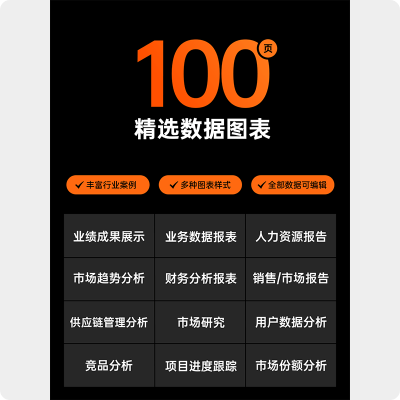 100页
精选数据图表
丰富行业案例 多种图表样式 全部数据可编辑
业绩成果展示 业务数据报表 人力资源报告
市场趋势分析 财务分析报表 销售/市场报告
供应链管理分析 市场研究 用户数据分析
竞品分析 项目进度跟踪 市场份额分析